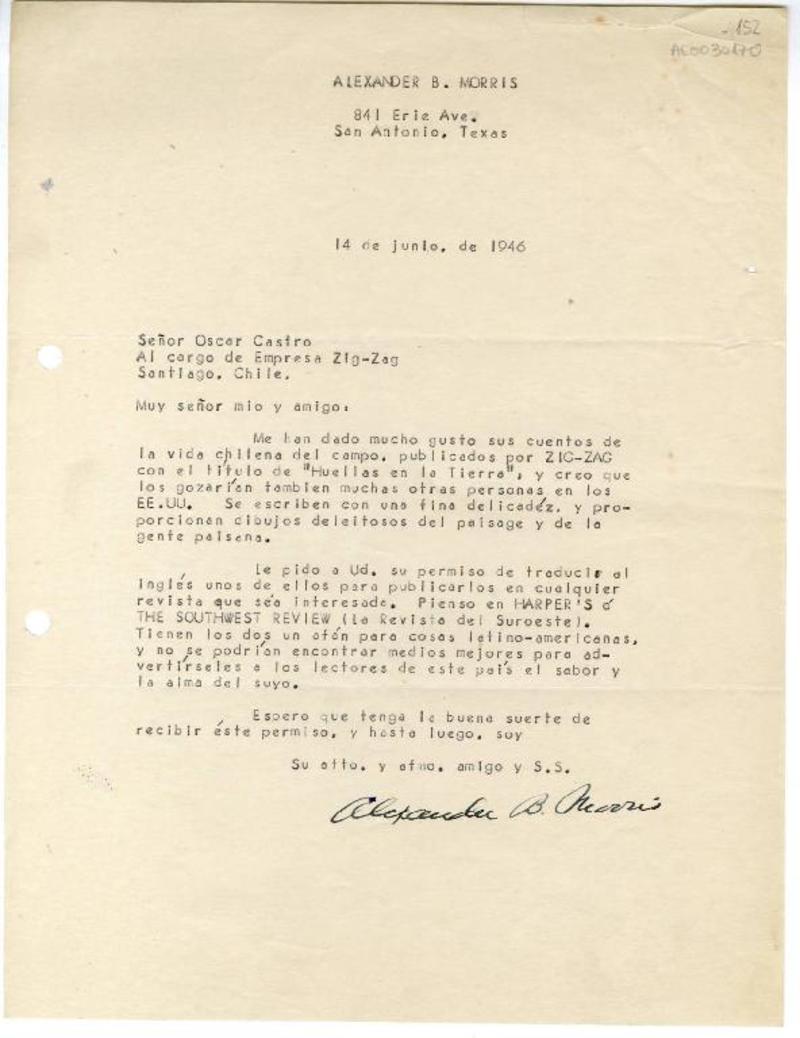 152
AE0030170
ALEXANDER B. MORRIS
841 Erie Ave.
San Antonio, Texas
14 de junio, de 1946
Señor Oscar Castro
Al cargo de Empresa Zig-Zag
Santiago, Chile.
Muy señor mio y amigo:
Me han dado mucho gusto sus cuentos de
la vida chilena del campo, publicados por ZIG-ZAG
con el título de "Huellas en la Tierra", y creo que
los gozarían tambien muchas otras personas en los
EE.UU. Se escriben con una fina delicadéz, y pro-
porcionan dibujos deleitosos del paisage y de la
gente paisana.
Le pido a Ud. su permiso de traducir al
Inglés unos de ellos para publicarlos en cualquier
revista que séa interesada. Pienso en HARPER'S ó
THE SOUTHWEST REVIEW (La Revista del Suroeste).
Tienen los dos un afán para cosas latino-americanas,
y no se podrían encontrar medios mejores para ad-
vertírseles a los lectores de este país el sabor y
la alma del suyo.
Espero que tenga la buena suerte de
recibir éste permiso, y hasta luego, soy
Su atto. y afmo. amigo y S.S.
Alexander B. Morris